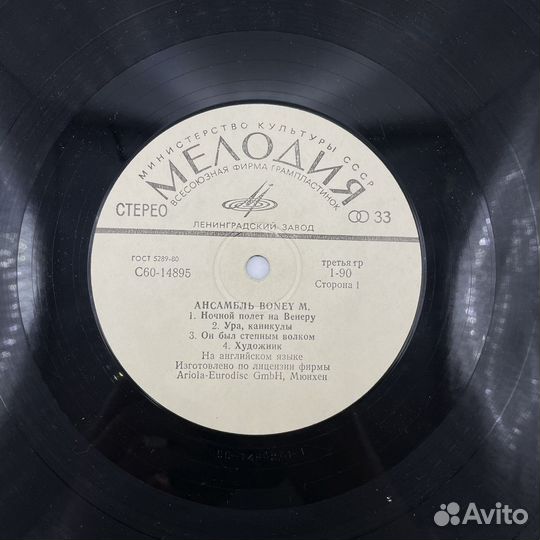 МИНИСТЕРСТВО КУЛЬТУРЫ СССР
МЕЛОДИЯ
ВСЕСОЮЗНАЯ ФИРМА ГРАМПЛАСТИНОК
СТЕРЕО
33
ЛЕНИНГРАДСКИЙ ЗАВОД
ГОСТ 5289-80
третья гр
С60-14895
1-90
Сторона 1
АНСАМБЛЬ BONEY M.
1. Ночной полет на Венеру
2. Ура, каникулы
3. Он был степным волком
4. Художник
На английском языке
Изготовлено по лицензии фирмы
Ariola-Eurodisc GmbH, Мюнхен
Avito